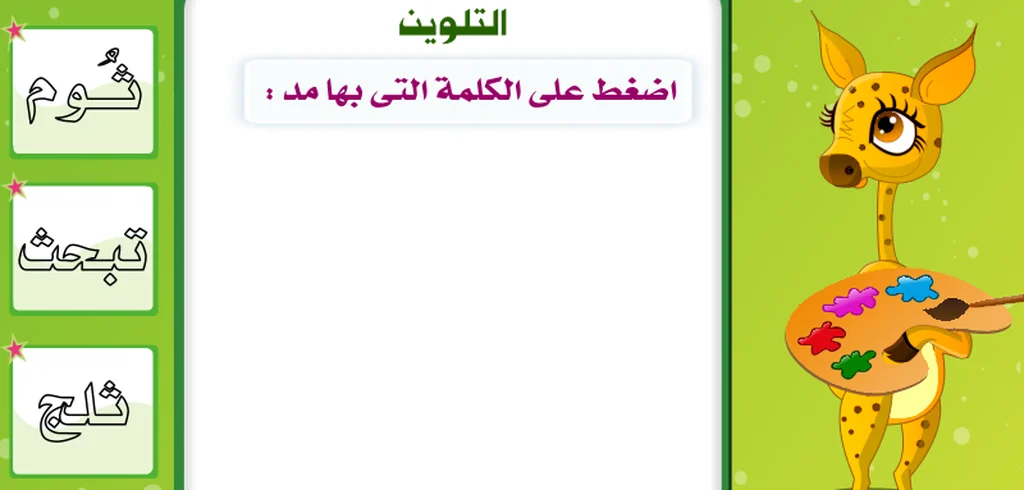 التلوين
اضغط على الكلمة التى بها مد :
ثُوم
تبحث
ثلج